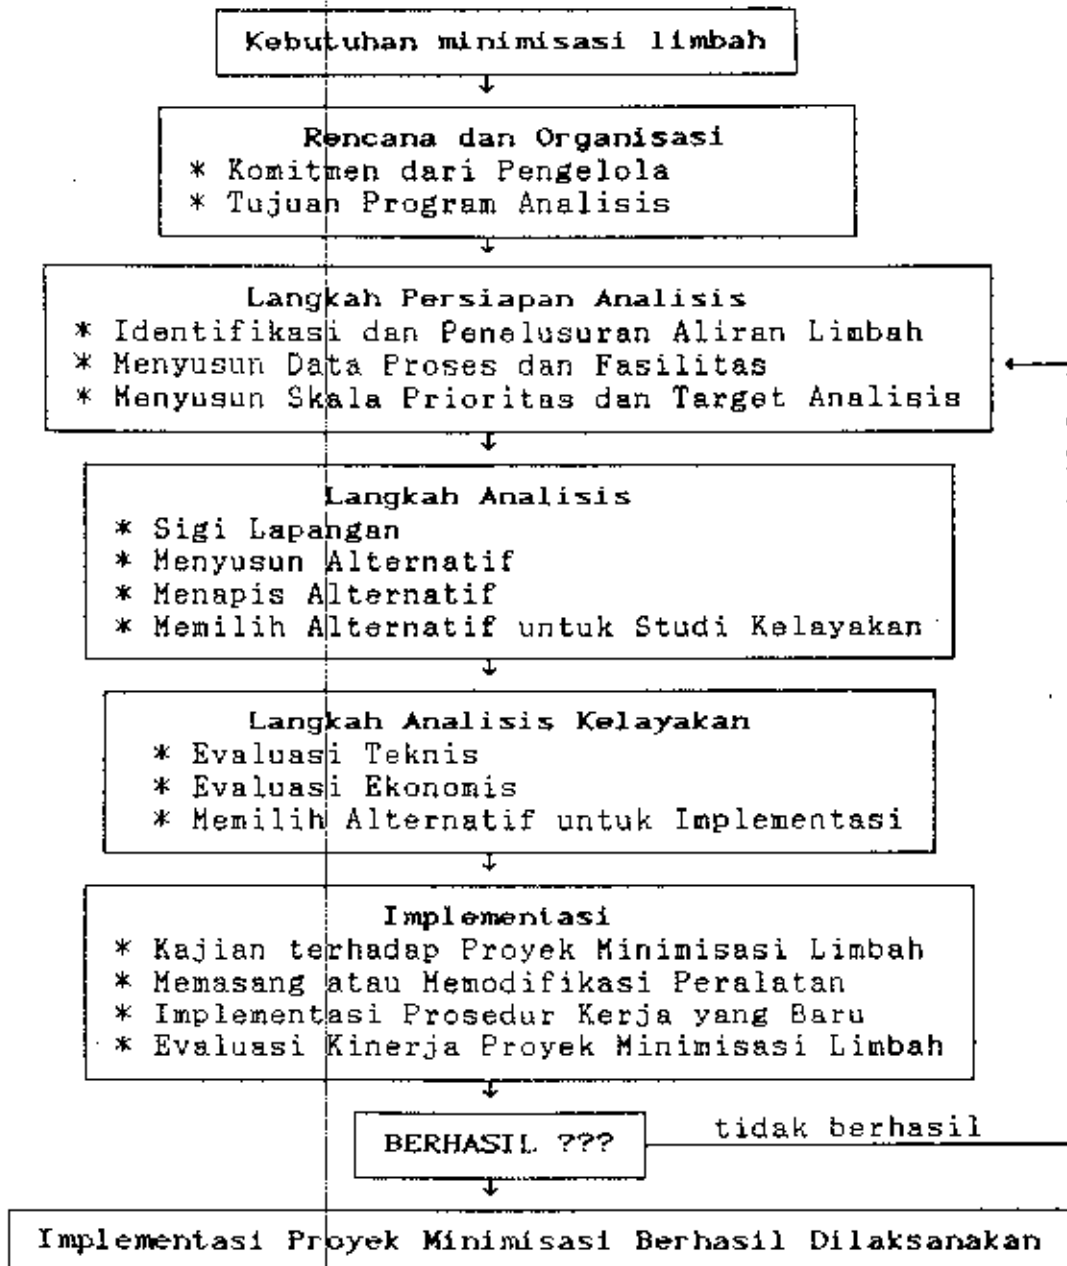 Kebutuhan minimisasi limbah
Rencana dan Organisasi
* Komitmen dari Pengelola
* Tujuan Program Analisis
Langkah Persiapan Analisis
* Identifikasi dan Penelusuran Aliran Limbah
* Menyusun Data Proses dan Fasilitas
* Menyusun Skala Prioritas dan Target Analisis
Langkah Analisis
* Sigi Lapangan
* Menyusun Alternatif
* Menapis Alternatif
* Memilih Alternatif untuk Studi Kelayakan
Langkah Analisis Kelayakan
* Evaluasi Teknis
* Evaluasi Ekonomis
* Memilih Alternatif untuk Implementasi
Implementasi
* Kajian terhadap Proyek Minimisasi Limbah
* Memasang atau Memodifikasi Peralatan
* Implementasi Prosedur Kerja yang Baru
* Evaluasi Kinerja Proyek Minimisasi Limbah
BERHASIL ???
tidak berhasil
Implementasi Proyek Minimisasi Berhasil Dilaksanakan